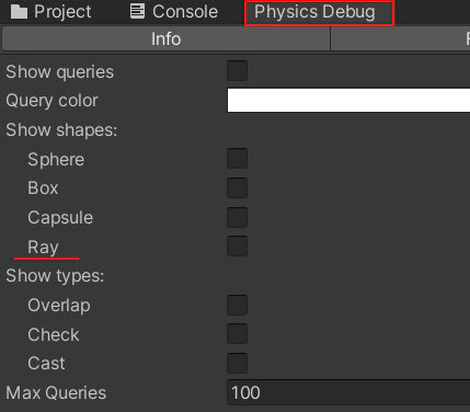 Project Console Physics Debug
Info
Show queries
Query color
Show shapes:
Sphere
Box
Capsule
Ray
Show types:
Overlap
Check
Cast
Max Queries 100